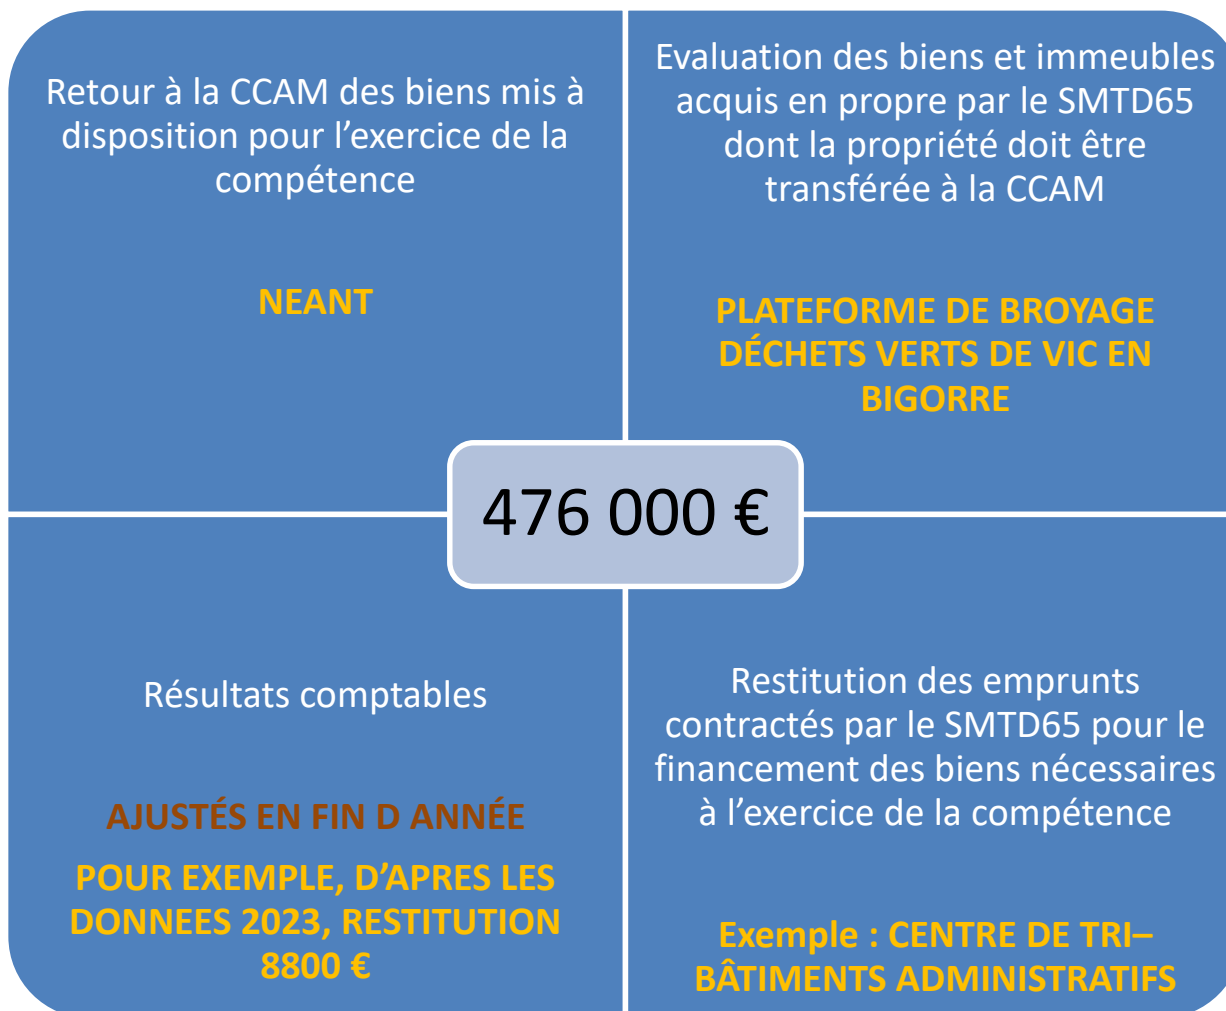 Retour à la CCAM des biens mis à
disposition pour l’exercice de la
compétence
NEANT
Evaluation des biens et immeubles
acquis en propre par le SMTD65
dont la propriété doit être
transférée à la CCAM
PLATEFORME DE BROYAGE
DÉCHETS VERTS DE VIC EN
BIGORRE
476 000 €
Résultats comptables
AJUSTÉS EN FIN D ANNÉE
POUR EXEMPLE, D’APRES LES
DONNEES 2023, RESTITUTION
8800 €
Restitution des emprunts
contractés par le SMTD65 pour le
financement des biens nécessaires
à l’exercice de la compétence
Exemple : CENTRE DE TRI–
BÂTIMENTS ADMINISTRATIFS